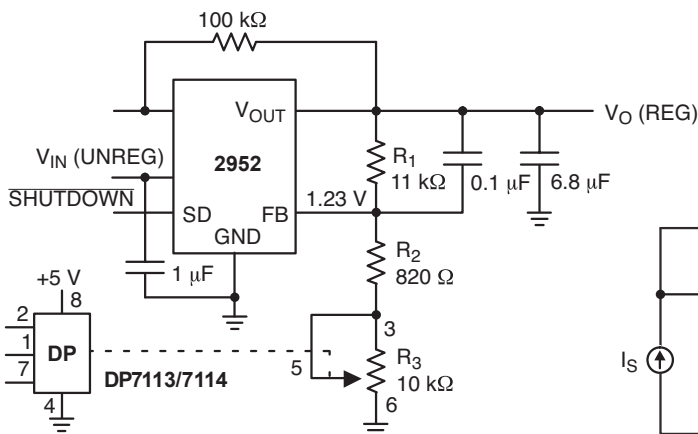 100 kΩ
V_OUT
V_O (REG)
V_IN (UNREG)
2952
R_1
11 kΩ
0.1 µF
6.8 µF
SHUTDOWN
1.23 V
SD
FB
GND
R_2
820 Ω
1 µF
+5 V
8
2
1
7
DP
4
DP7113/7114
3
5
R_3
10 kΩ
6
I_S